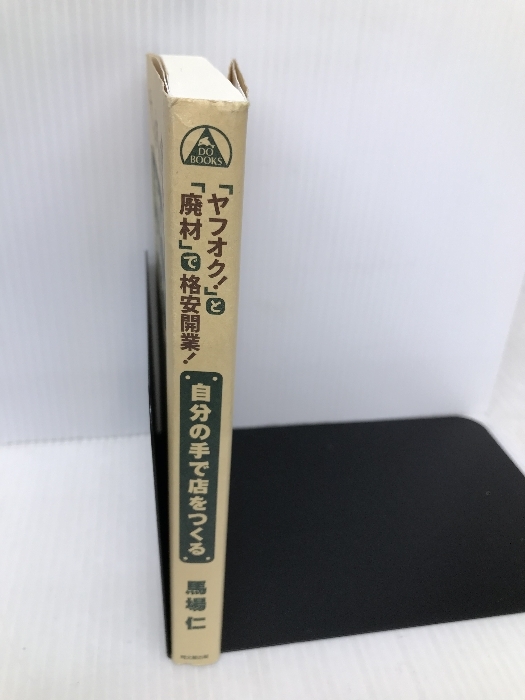 DO
BOOKS
「ヤフオク!」と
「廃材」で格安開業!
自分の手で店をつくる
馬場 仁